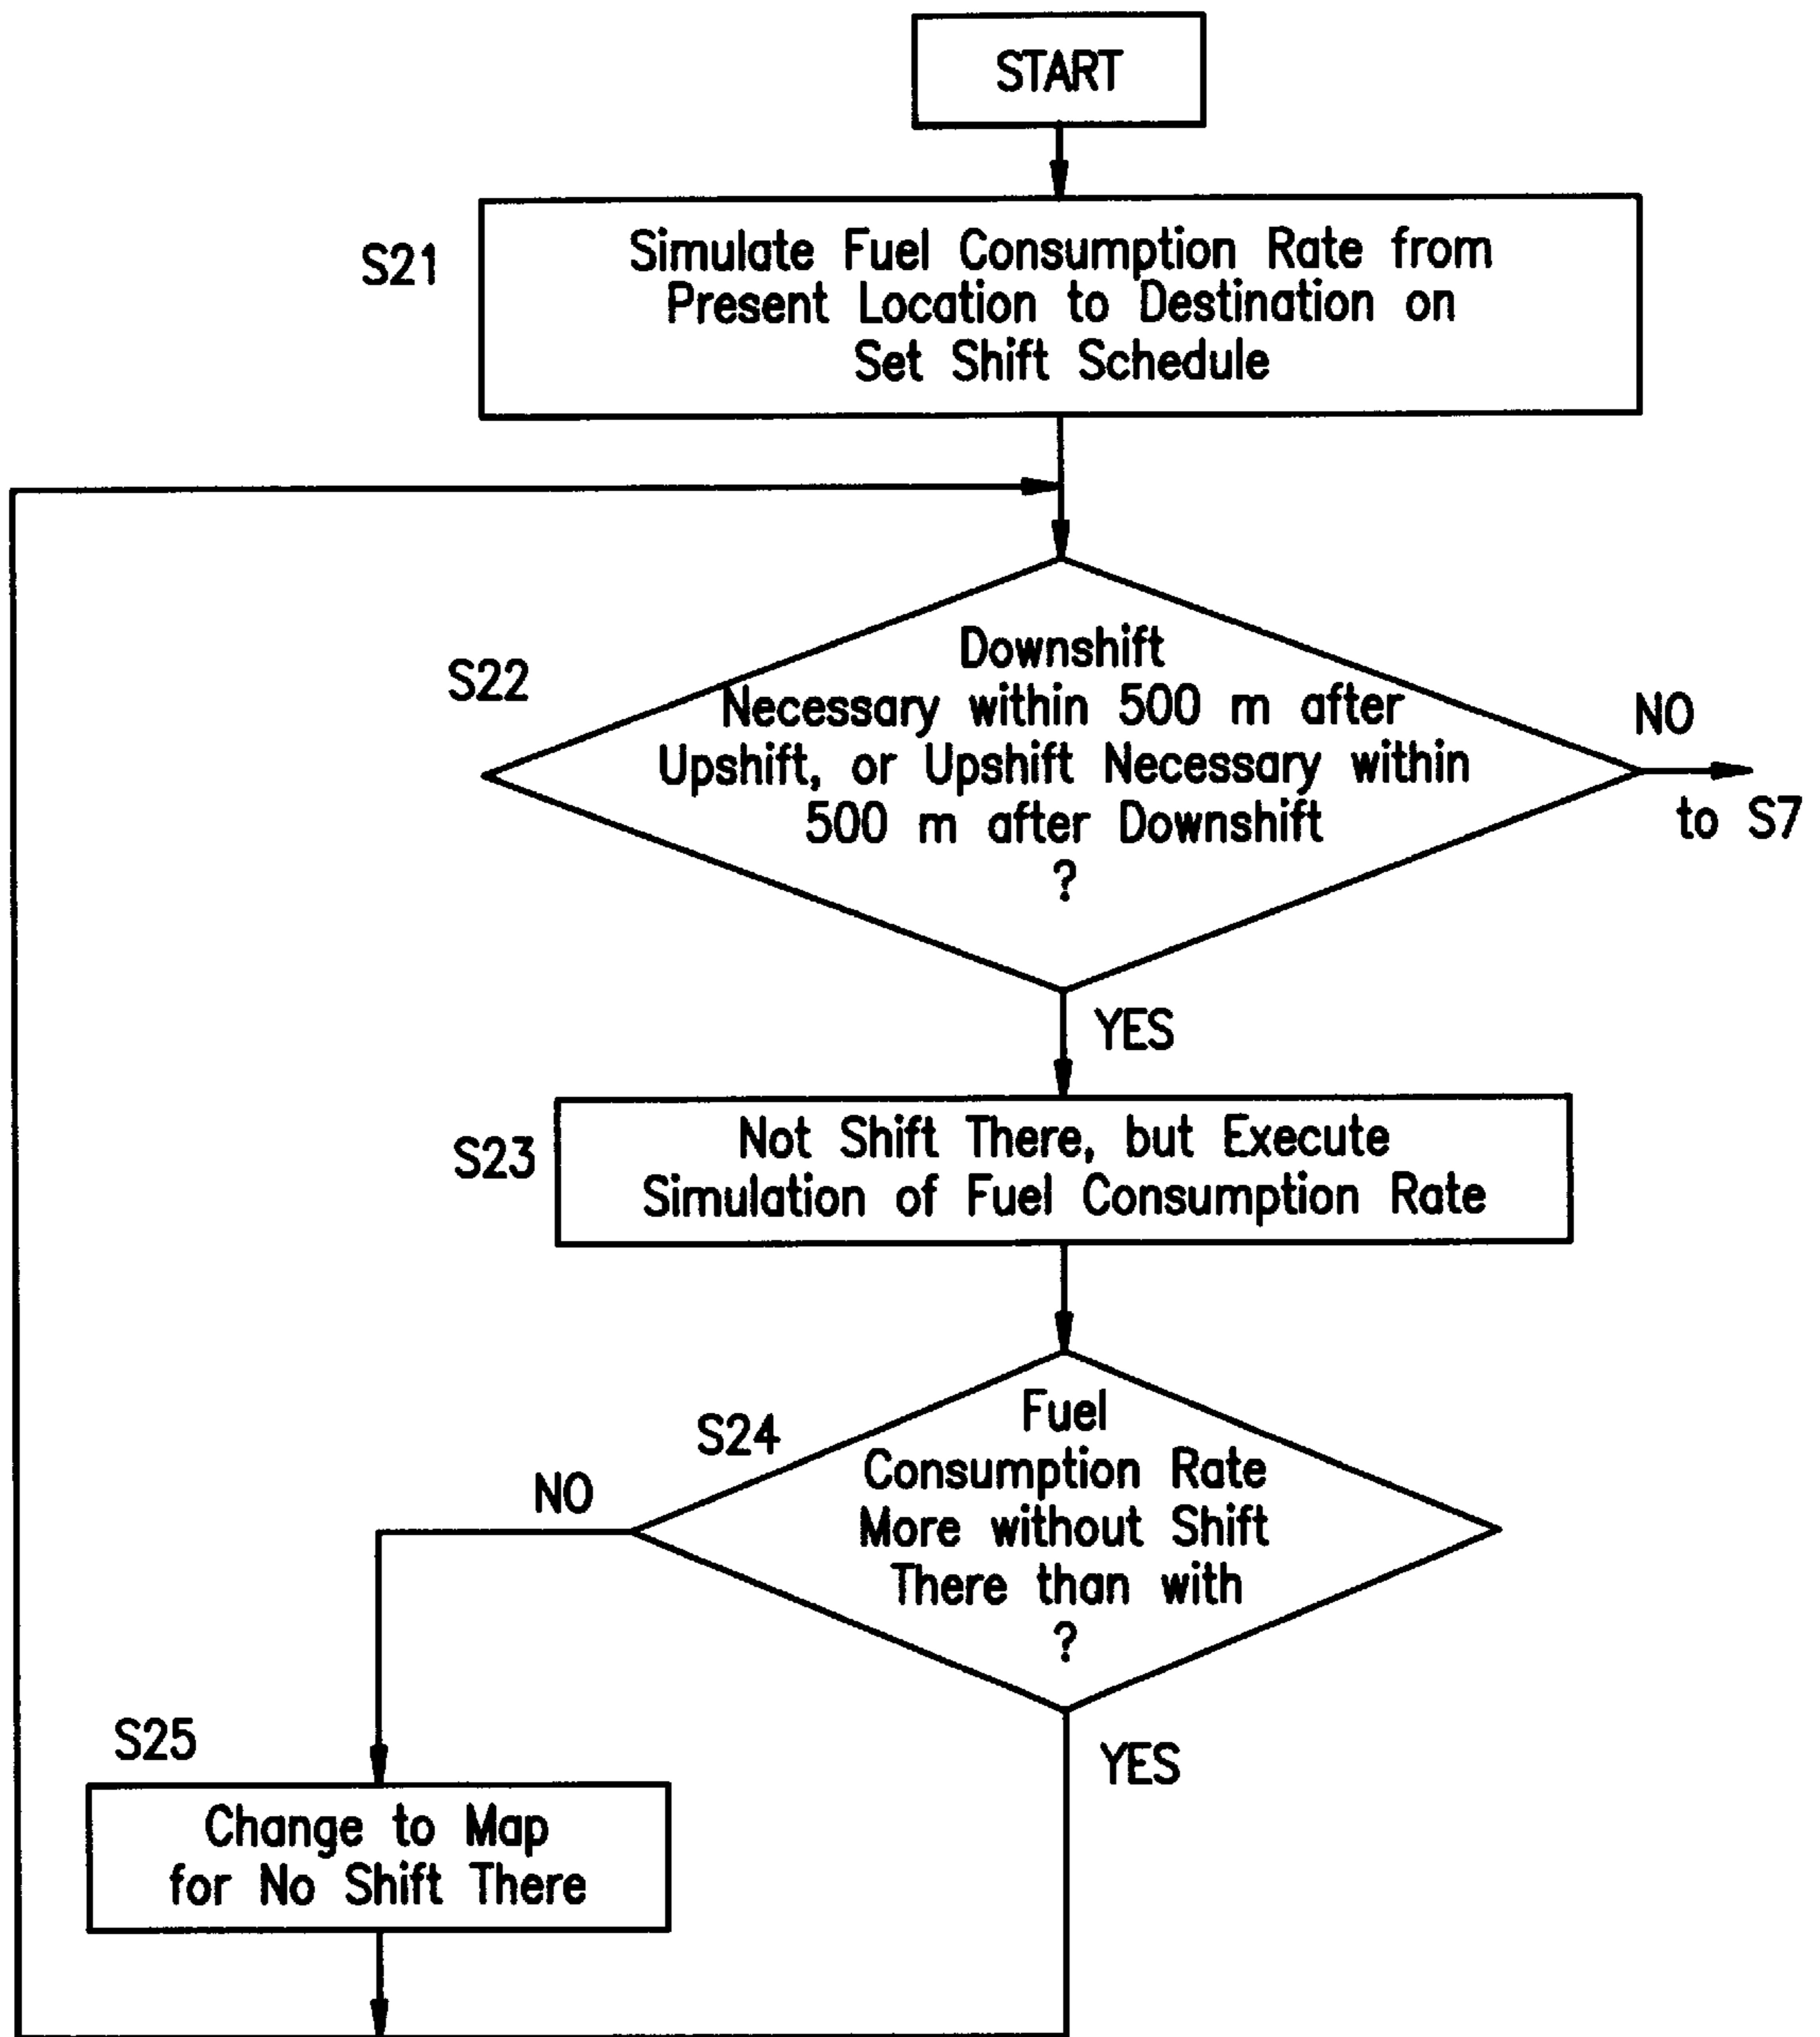 START
S21
Simulate Fuel Consumption Rate from
Present Location to Destination on
Set Shift Schedule
S22
Downshift
Necessary within 500 m after
Upshift, or Upshift Necessary within
500 m after Downshift
?
NO
to S7
YES
S23
Not Shift There, but Execute
Simulation of Fuel Consumption Rate
S24
Fuel
Consumption Rate
More without Shift
There than with
?
NO
YES
S25
Change to Map
for No Shift There